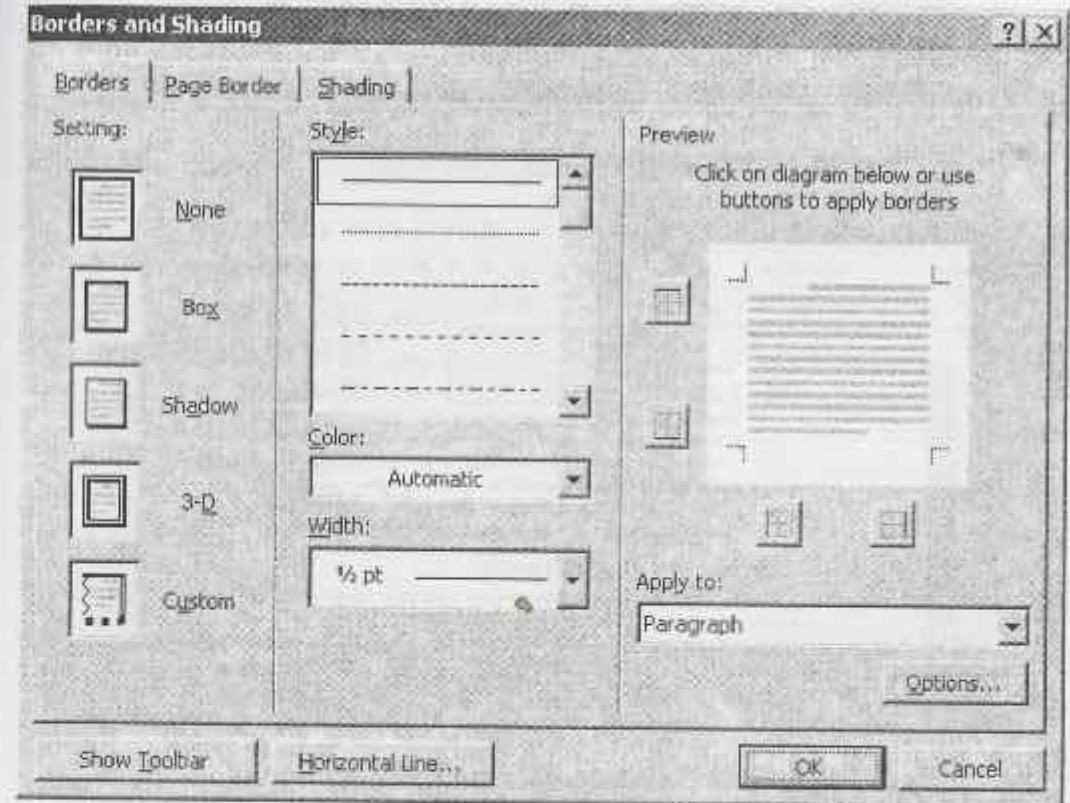 Borders and Shading
Borders
Page Border
Shading
Setting:
None
Box
Shadow
3-D
Custom
Style:
Color:
Automatic
Width:
½ pt
Preview
Click on diagram below or use
buttons to apply borders
Apply to:
Paragraph
Options...
Show Toolbar
Horizontal Line...
OK
Cancel